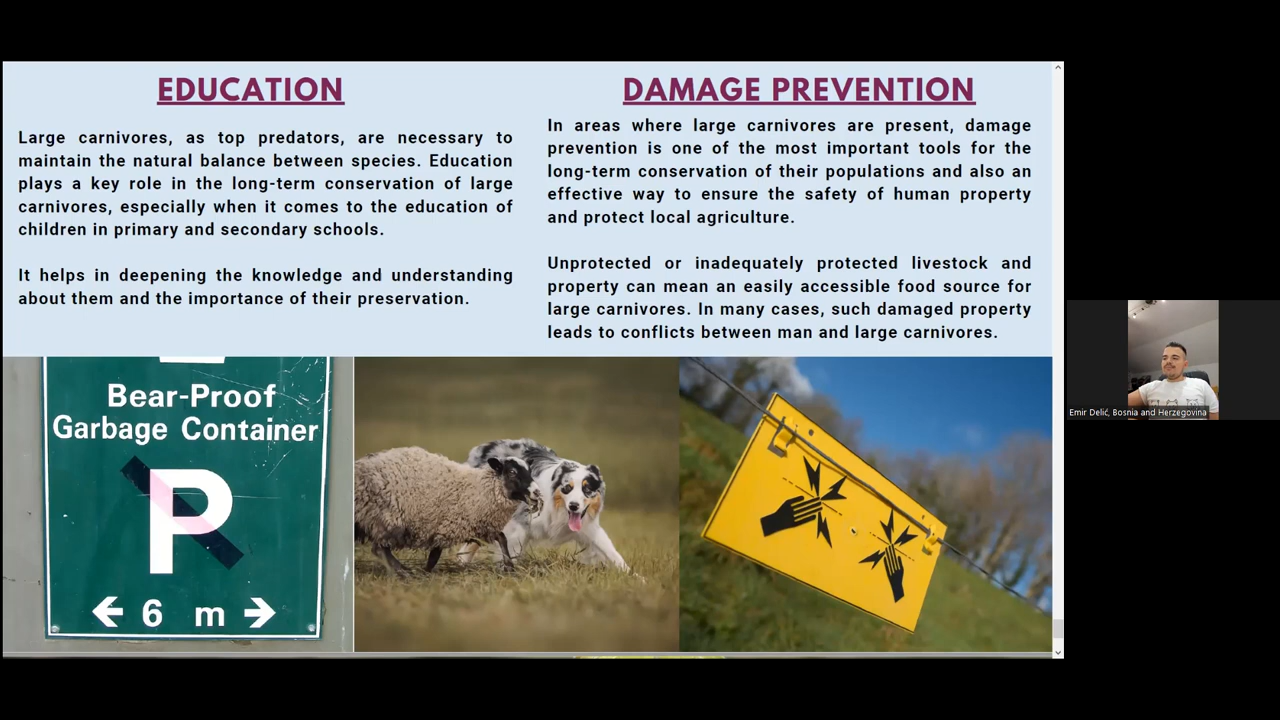 EDUCATION
Large carnivores, as top predators, are necessary to
maintain the natural balance between species. Education
plays a key role in the long-term conservation of large
carnivores, especially when it comes to the education of
children in primary and secondary schools.
It helps in deepening the knowledge and understanding
about them and the importance of their preservation.
DAMAGE PREVENTION
In areas where large carnivores are present, damage
prevention is one of the most important tools for the
long-term conservation of their populations and also an
effective way to ensure the safety of human property
and protect local agriculture.
Unprotected or inadequately protected livestock and
property can mean an easily accessible food source for
large carnivores. In many cases, such damaged property
leads to conflicts between man and large carnivores.
Bear-Proof
Garbage Container
P
6 m
Emir Delić, Bosnia and Herzegovina